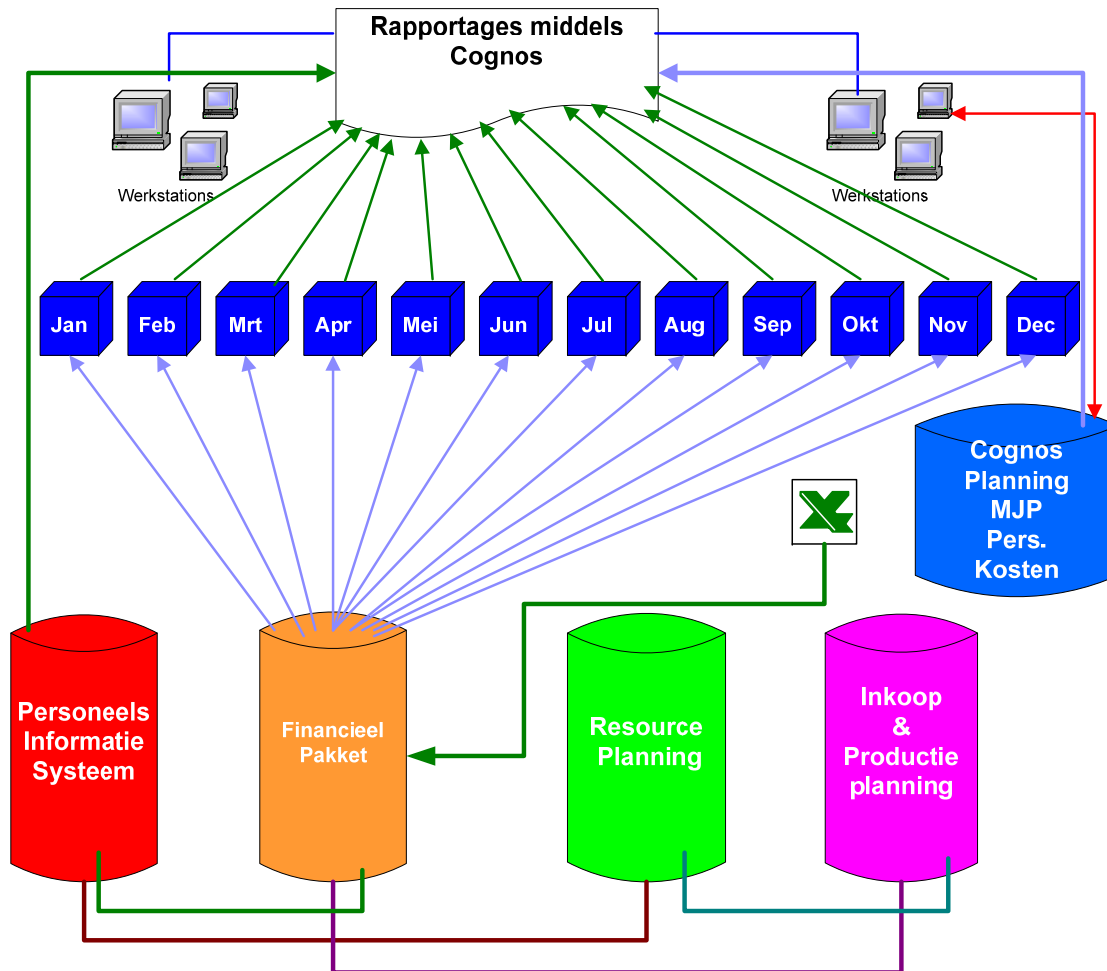 Rapportages middels
Cognos
Werkstations
Werkstations
Jan
Feb
Mrt
Apr
Mei
Jun
Jul
Aug
Sep
Okt
Nov
Dec
Cognos
Planning
MJP
Pers.
Kosten
Personeels
Informatie
Systeem
Financieel
Pakket
Resource
Planning
Inkoop
&
Productie
planning